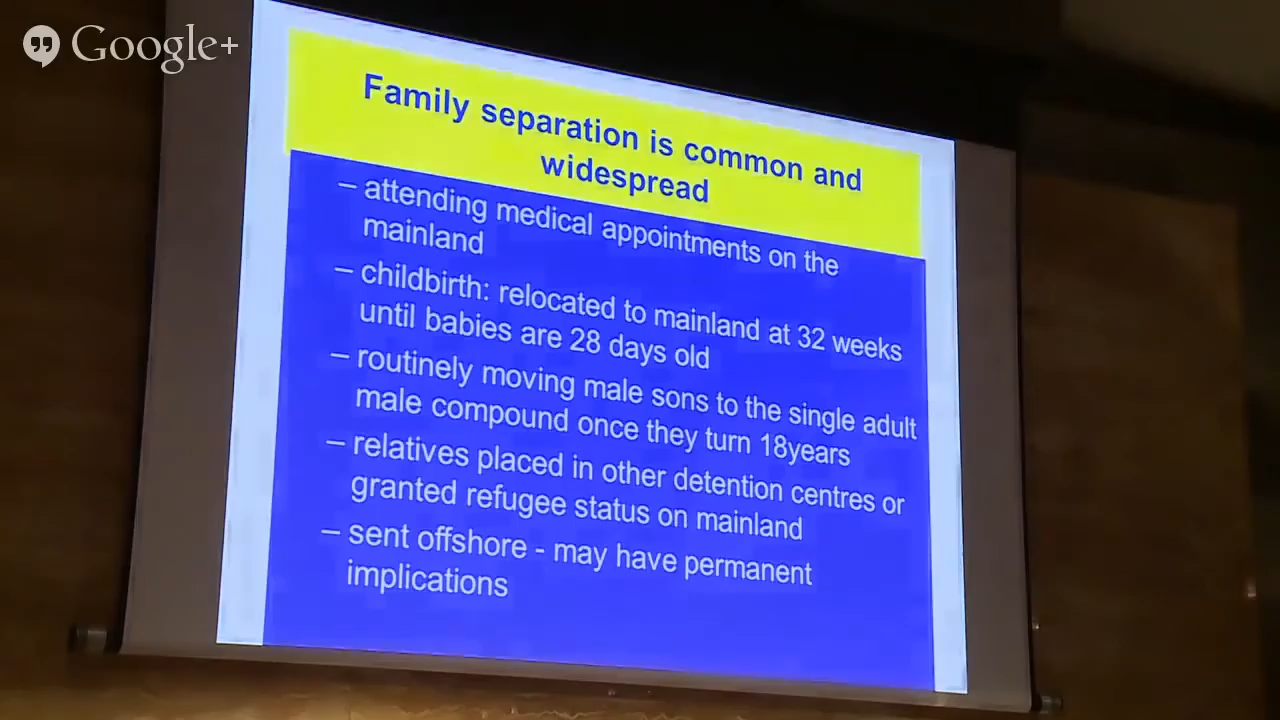 Google+
Family separation is common and
widespread
– attending medical appointments on the
mainland
– childbirth: relocated to mainland at 32 weeks
until babies are 28 days old
– routinely moving male sons to the single adult
male compound once they turn 18years
– relatives placed in other detention centres or
granted refugee status on mainland
– sent offshore - may have permanent
implications